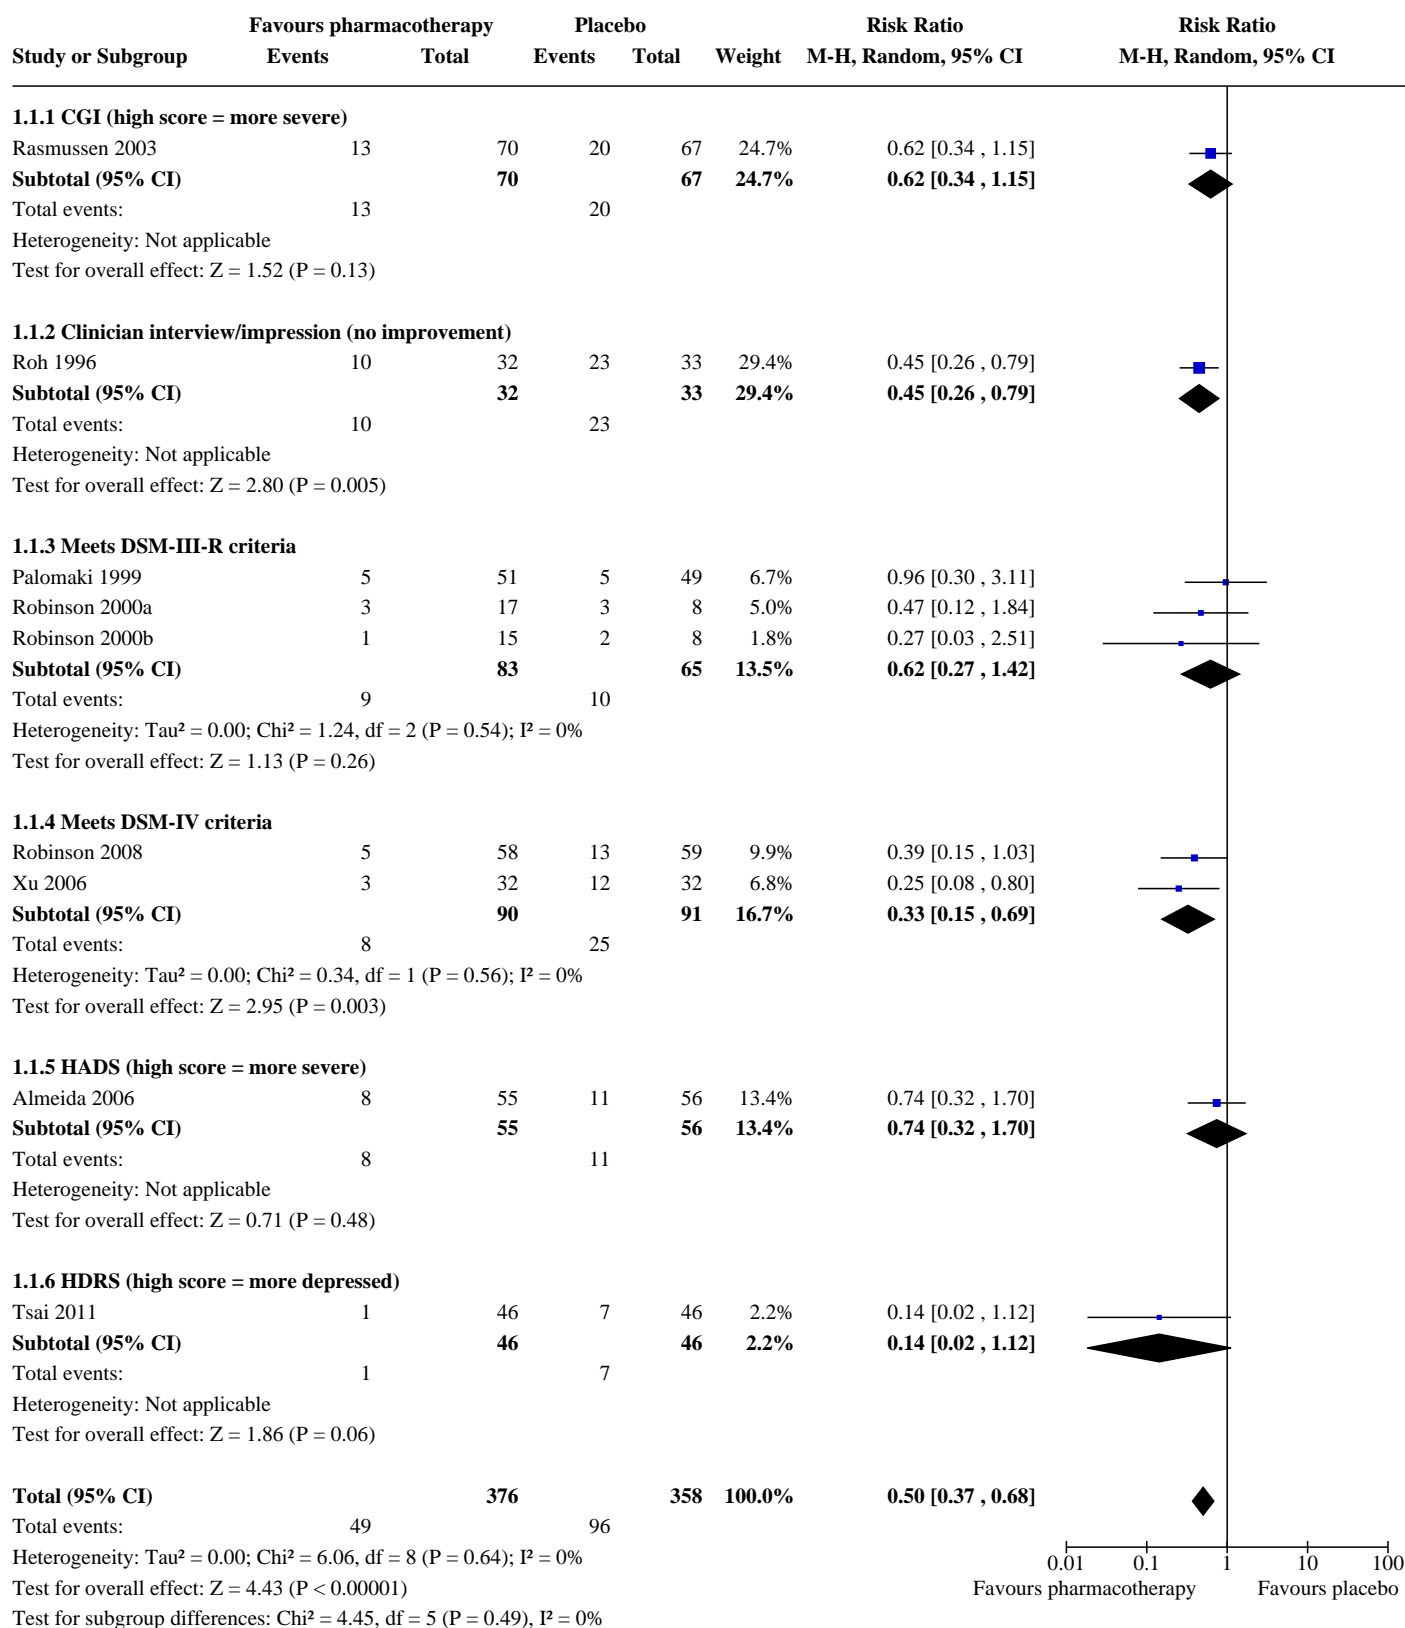 Favours pharmacotherapy Placebo Risk Ratio Risk Ratio
Study or Subgroup Events Total Events Total Weight M-H, Random, 95% CI M-H, Random, 95% CI
1.1.1 CGI (high score = more severe)
Rasmussen 2003 13 70 20 67 24.7% 0.62 [0.34 , 1.15]
Subtotal (95% CI) 70 67 24.7% 0.62 [0.34 , 1.15]
Total events: 13 20
Heterogeneity: Not applicable
Test for overall effect: Z = 1.52 (P = 0.13)
1.1.2 Clinician interview/impression (no improvement)
Roh 1996 10 32 23 33 29.4% 0.45 [0.26 , 0.79]
Subtotal (95% CI) 32 33 29.4% 0.45 [0.26 , 0.79]
Total events: 10 23
Heterogeneity: Not applicable
Test for overall effect: Z = 2.80 (P = 0.005)
1.1.3 Meets DSM-III-R criteria
Palomaki 1999 5 51 5 49 6.7% 0.96 [0.30 , 3.11]
Robinson 2000a 3 17 3 8 5.0% 0.47 [0.12 , 1.84]
Robinson 2000b 1 15 2 8 1.8% 0.27 [0.03 , 2.51]
Subtotal (95% CI) 83 65 13.5% 0.62 [0.27 , 1.42]
Total events: 9 10
Heterogeneity: Tau² = 0.00; Chi² = 1.24, df = 2 (P = 0.54); I² = 0%
Test for overall effect: Z = 1.13 (P = 0.26)
1.1.4 Meets DSM-IV criteria
Robinson 2008 5 58 13 59 9.9% 0.39 [0.15 , 1.03]
Xu 2006 3 32 12 32 6.8% 0.25 [0.08 , 0.80]
Subtotal (95% CI) 90 91 16.7% 0.33 [0.15 , 0.69]
Total events: 8 25
Heterogeneity: Tau² = 0.00; Chi² = 0.34, df = 1 (P = 0.56); I² = 0%
Test for overall effect: Z = 2.95 (P = 0.003)
1.1.5 HADS (high score = more severe)
Almeida 2006 8 55 11 56 13.4% 0.74 [0.32 , 1.70]
Subtotal (95% CI) 55 56 13.4% 0.74 [0.32 , 1.70]
Total events: 8 11
Heterogeneity: Not applicable
Test for overall effect: Z = 0.71 (P = 0.48)
1.1.6 HDRS (high score = more depressed)
Tsai 2011 1 46 7 46 2.2% 0.14 [0.02 , 1.12]
Subtotal (95% CI) 46 46 2.2% 0.14 [0.02 , 1.12]
Total events: 1 7
Heterogeneity: Not applicable
Test for overall effect: Z = 1.86 (P = 0.06)
Total (95% CI) 376 358 100.0% 0.50 [0.37 , 0.68]
Total events: 49 96
Heterogeneity: Tau² = 0.00; Chi² = 6.06, df = 8 (P = 0.64); I² = 0% 0.01 0.1 1 10 100
Test for overall effect: Z = 4.43 (P < 0.00001) Favours pharmacotherapy Favours placebo
Test for subgroup differences: Chi² = 4.45, df = 5 (P = 0.49), I² = 0%